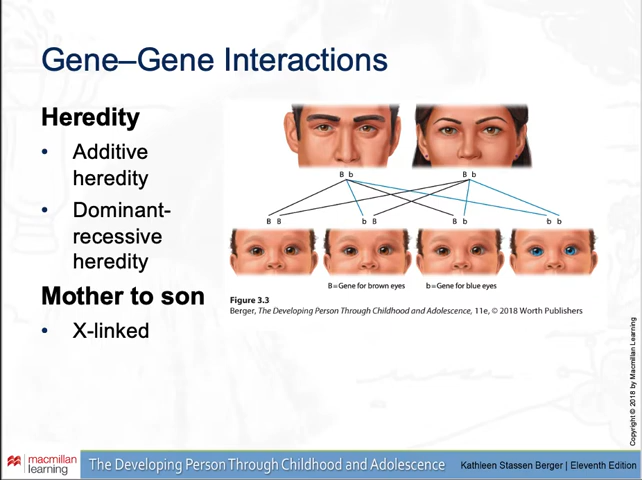 Gene–Gene Interactions
Heredity
• Additive
heredity
• Dominant-
recessive
heredity
Mother to son
• X-linked
B b
B b
B B
b B
B b
b b
B=Gene for brown eyes
b=Gene for blue eyes
Figure 3.3
Berger, The Developing Person Through Childhood and Adolescence, 11e, © 2018 Worth Publishers
Copyright © 2018 by Macmillan Learning
macmillan
learning
The Developing Person Through Childhood and Adolescence
Kathleen Stassen Berger | Eleventh Edition